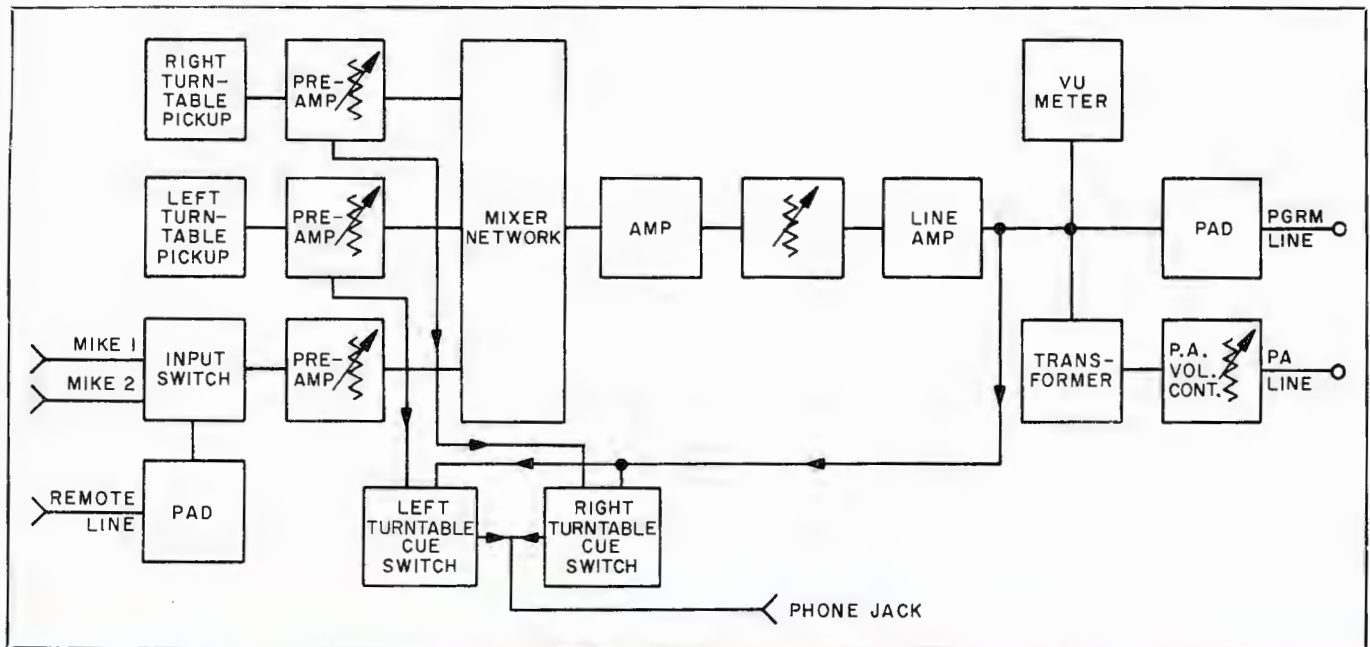 RIGHT
TURN-
TABLE
PICKUP
PRE-
AMP
LEFT
TURN-
TABLE
PICKUP
PRE-
AMP
MIKE 1
MIKE 2
INPUT
SWITCH
PRE-
AMP
REMOTE
LINE
PAD
MIXER
NETWORK
AMP
LINE
AMP
VU
METER
PAD
PGRM
LINE
TRANS-
FORMER
P.A.
VOL.
CONT.
PA
LINE
LEFT
TURNTABLE
CUE
SWITCH
RIGHT
TURNTABLE
CUE
SWITCH
PHONE JACK